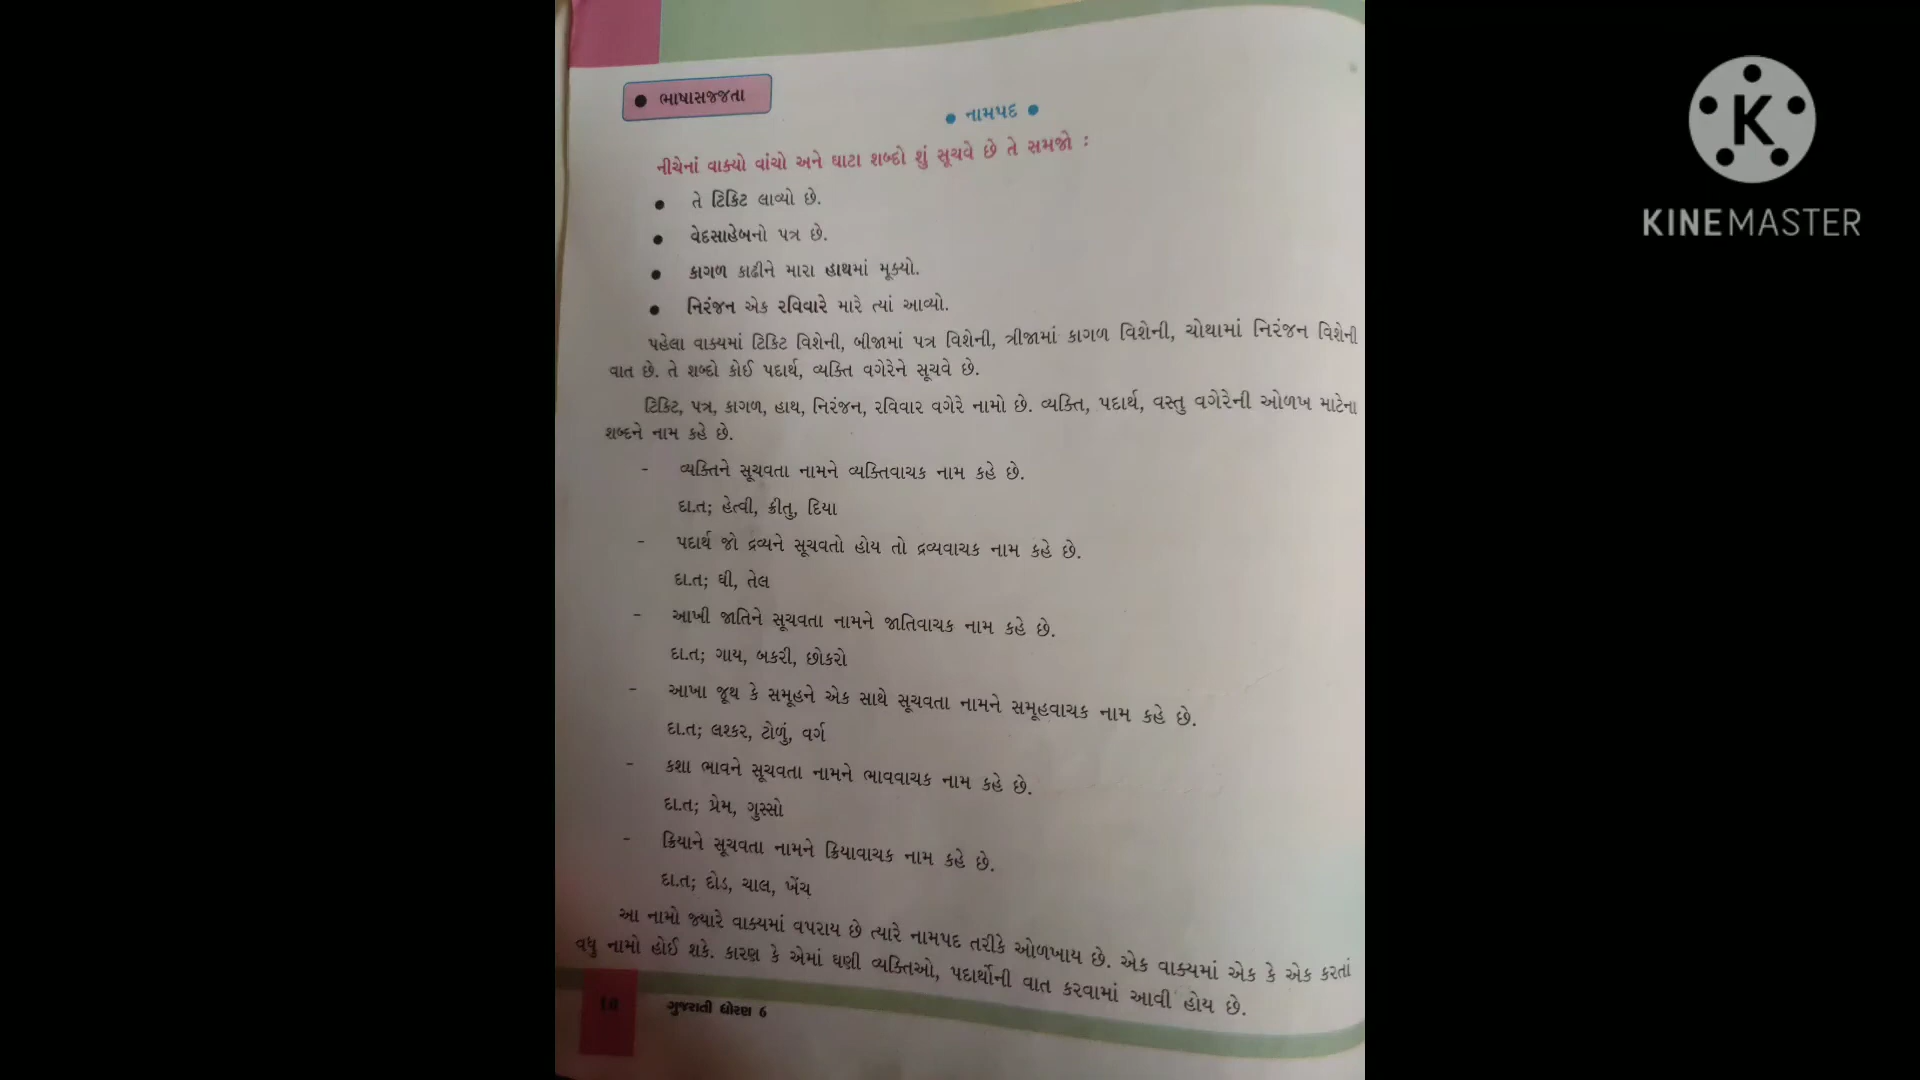 ● ભાષાસજ્જતા
● નામપદ ●
નીચેનાં વાક્યો વાંચો અને ઘાટા શબ્દો શું સૂચવે છે તે સમજો :
● તે ટિકિટ લાવ્યો છે.
● વેદસાહેબનો પત્ર છે.
● કાગળ કાઢીને મારા હાથમાં મૂક્યો.
● નિરંજન એક રવિવારે મારે ત્યાં આવ્યો.
પહેલા વાક્યમાં ટિકિટ વિશેની, બીજામાં પત્ર વિશેની, ત્રીજામાં કાગળ વિશેની, ચોથામાં નિરંજન વિશેની
વાત છે. તે શબ્દો કોઈ પદાર્થ, વ્યક્તિ વગેરેને સૂચવે છે.
ટિકિટ, પત્ર, કાગળ, હાથ, નિરંજન, રવિવાર વગેરે નામો છે. વ્યક્તિ, પદાર્થ, વસ્તુ વગેરેની ઓળખ માટેના
શબ્દને નામ કહે છે.
- વ્યક્તિને સૂચવતા નામને વ્યક્તિવાચક નામ કહે છે.
દા.ત; હેત્વી, ક્રીતુ, દિયા
- પદાર્થ જો દ્રવ્યને સૂચવતો હોય તો દ્રવ્યવાચક નામ કહે છે.
દા.ત; ઘી, તેલ
- આખી જાતિને સૂચવતા નામને જાતિવાચક નામ કહે છે.
દા.ત; ગાય, બકરી, છોકરો
- આખા જૂથ કે સમૂહને એક સાથે સૂચવતા નામને સમૂહવાચક નામ કહે છે.
દા.ત; લશ્કર, ટોળું, વર્ગ
- કશા ભાવને સૂચવતા નામને ભાવવાચક નામ કહે છે.
દા.ત; પ્રેમ, ગુસ્સો
- ક્રિયાને સૂચવતા નામને ક્રિયાવાચક નામ કહે છે.
દા.ત; દોડ, ચાલ, ખેંચ
આ નામો જ્યારે વાક્યમાં વપરાય છે ત્યારે નામપદ તરીકે ઓળખાય છે. એક વાક્યમાં એક કે એક કરતાં
વધુ નામો હોઈ શકે. કારણ કે એમાં ઘણી વ્યક્તિઓ, પદાર્થોની વાત કરવામાં આવી હોય છે.
ગુજરાતી ધોરણ 6
K
KINEMASTER